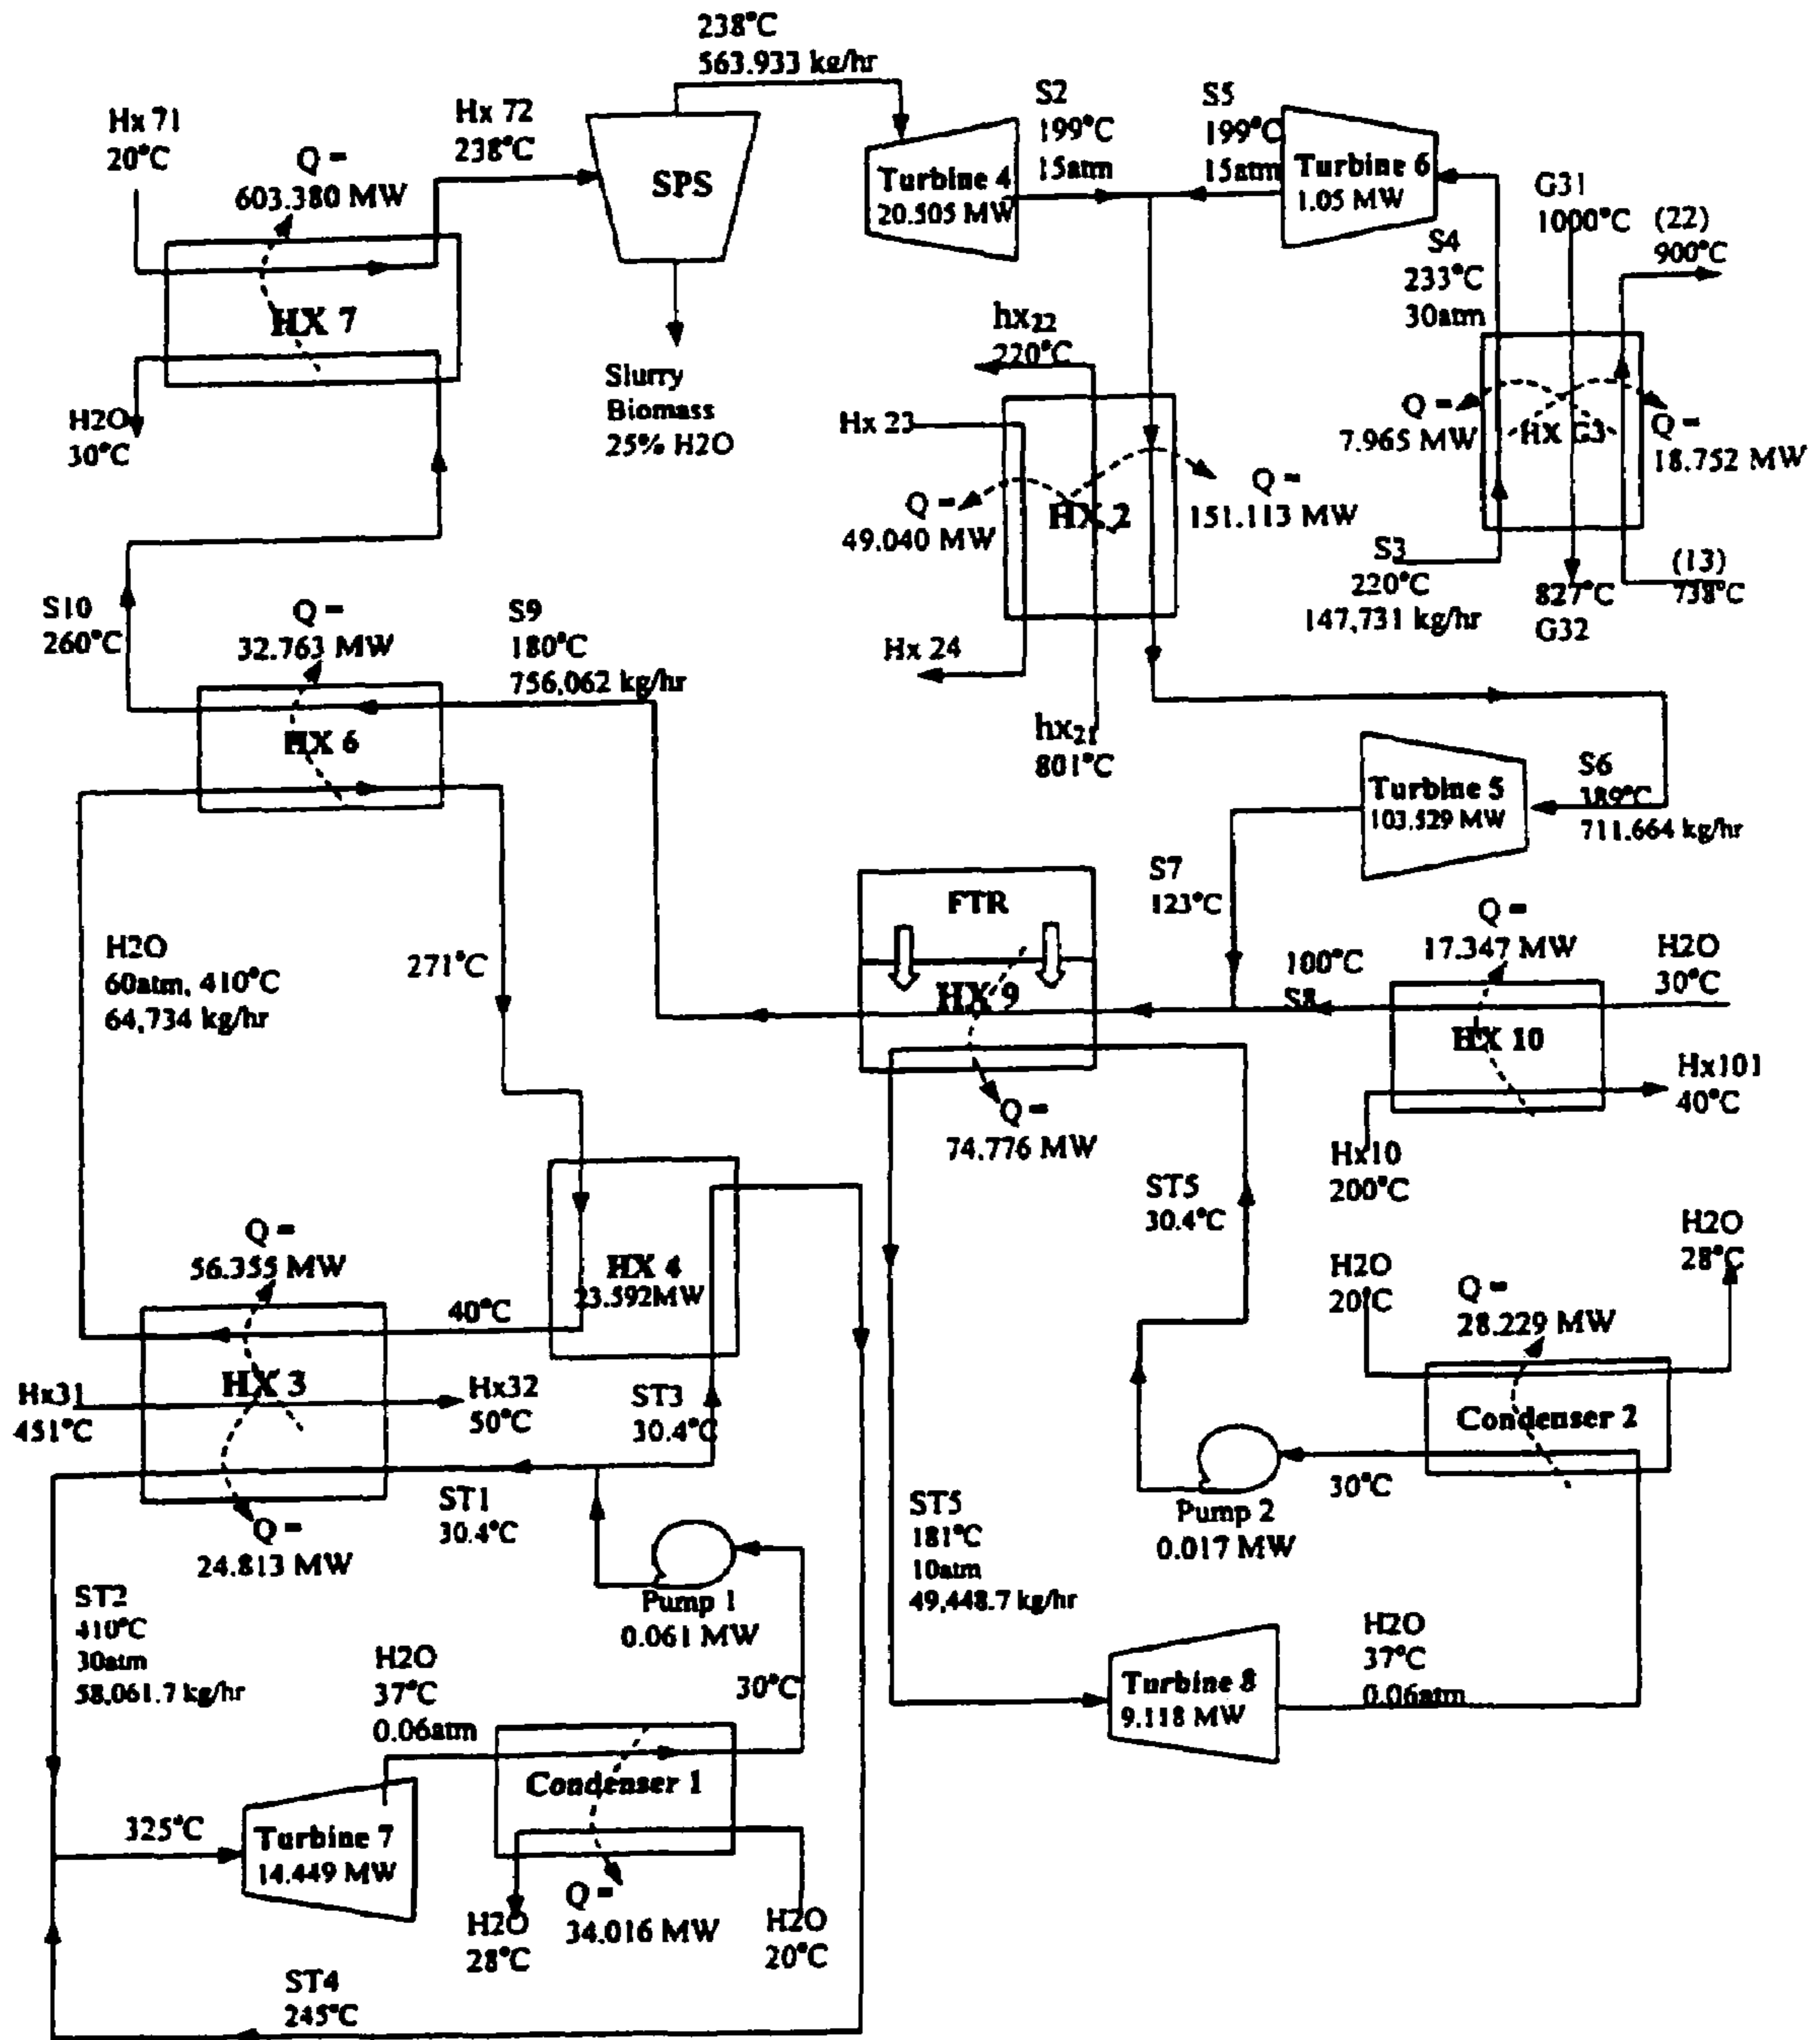 238°C
563.933 kg/hr
Hx 71
20°C
Q =
603.380 MW
Hx 72
238°C
SPS
HX 7
H2O
30°C
Slurry
Biomass
25% H2O
Turbine 4
20.505 MW
S2
199°C
15atm
S5
199°C
15atm
Turbine 6
1.05 MW
G31
1000°C
(22)
900°C
S4
233°C
30atm
hx22
220°C
Hx 23
Q =
49.040 MW
HX 2
Q =
151.113 MW
Hx 24
hx21
801°C
Q =
7.965 MW
HX G3
Q =
18.752 MW
S3
220°C
147,731 kg/hr
827°C
G32
(13)
738°C
S10
260°C
Q =
32.763 MW
S9
180°C
756,062 kg/hr
HX 6
Turbine 5
103.529 MW
S6
711.664 kg/hr
S7
123°C
FTR
HX 9
Q =
74.776 MW
100°C
S8
Q =
17.347 MW
H2O
30°C
HX 10
Hx101
40°C
Hx10
200°C
H2O
60atm, 410°C
64,734 kg/hr
271°C
HX 4
23.592MW
40°C
Q =
56.355 MW
HX 3
Hx31
451°C
Hx32
50°C
Q =
24.813 MW
ST3
30.4°C
ST1
30.4°C
Pump 1
0.061 MW
ST2
410°C
30atm
58,061.7 kg/hr
H2O
37°C
0.06atm
30°C
Condenser 1
325°C
Turbine 7
14.449 MW
H2O
28°C
Q =
34.016 MW
H2O
20°C
ST4
245°C
ST5
30.4°C
H2O
20°C
Q =
28.229 MW
H2O
28°C
Condenser 2
30°C
Pump 2
0.017 MW
ST5
181°C
10atm
49,448.7 kg/hr
Turbine 8
9.118 MW
H2O
37°C
0.06atm